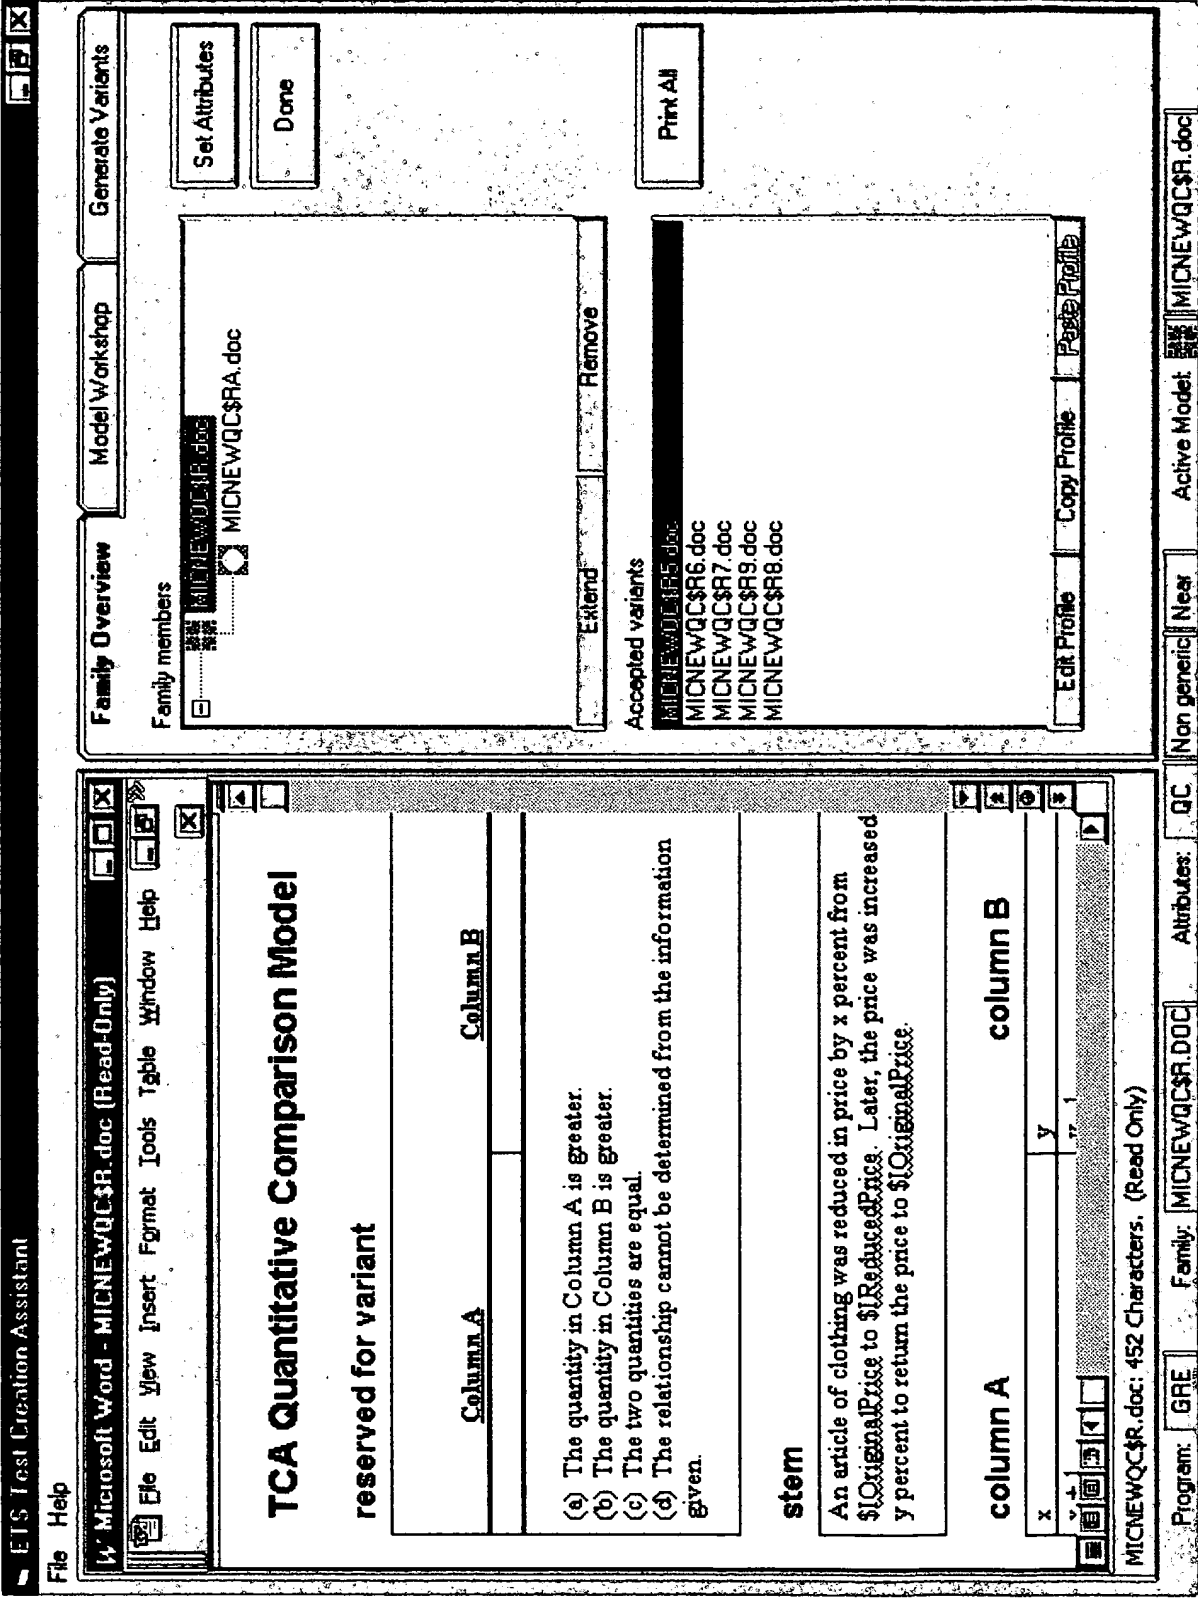 ETS Test Creation Assistant
File Help
Microsoft Word - MICNEWQC$R.doc (Read-Only)
File Edit View Insert Format Tools Table Window Help
TCA Quantitative Comparison Model
reserved for variant
Column A Column B
(a) The quantity in Column A is greater.
(b) The quantity in Column B is greater.
(c) The two quantities are equal.
(d) The relationship cannot be determined from the information
given.
stem
An article of clothing was reduced in price by x percent from
$IOriginalPrice to $IReducedPrice. Later, the price was increased
y percent to return the price to $IOriginalPrice.
column A column B
x y
MICNEWQC$R.doc: 452 Characters. (Read Only)
Family Overview Model Workshop Generate Variants
Family members
MICNEWQC$R.doc
MICNEWQC$RA.doc
Extend Remove
Set Attributes
Done
Accepted variants
MICNEWQC$R5.doc
MICNEWQC$R6.doc
MICNEWQC$R7.doc
MICNEWQC$R9.doc
MICNEWQC$R8.doc
Edit Profile Copy Profile Paste Profile
Print All
Program: GRE Family: MICNEWQC$R.DOC Attributes: QC Non generic Near Active Model: MICNEWQC$R.doc